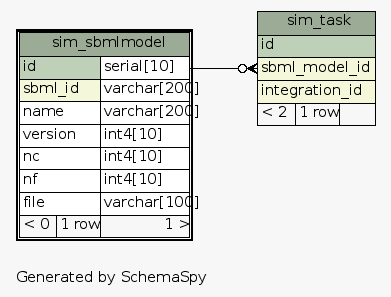 sim_sbmlmodel
id serial[10]
sbml_id varchar[200]
name varchar[200]
version int4[10]
nc int4[10]
nf int4[10]
file varchar[100]
< 0 1 row 1 >
sim_task
id
sbml_model_id
integration_id
< 2 1 row
Generated by SchemaSpy